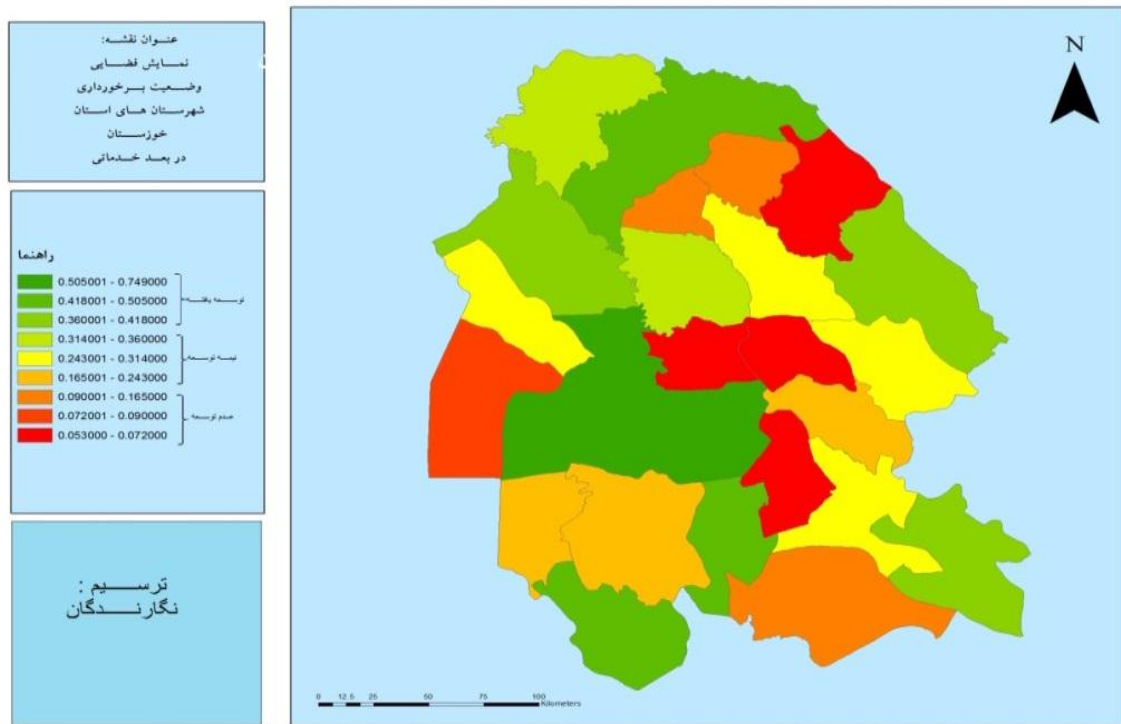 عنوان نقشه:
نمایش فضایی
وضعیت برخورداری
شهرستان های استان
خوزستان
در بعد خدماتی
راهنما
0.505001 - 0.749000
0.418001 - 0.505000
0.360001 - 0.418000
توسعه یافته
0.314001 - 0.360000
0.243001 - 0.314000
0.165001 - 0.243000
نیمه توسعه
0.090001 - 0.165000
0.072001 - 0.090000
0.053000 - 0.072000
عدم توسعه
ترسیم :
نگارندگان
N
0 12.5 25 50 75 100
Kilometers